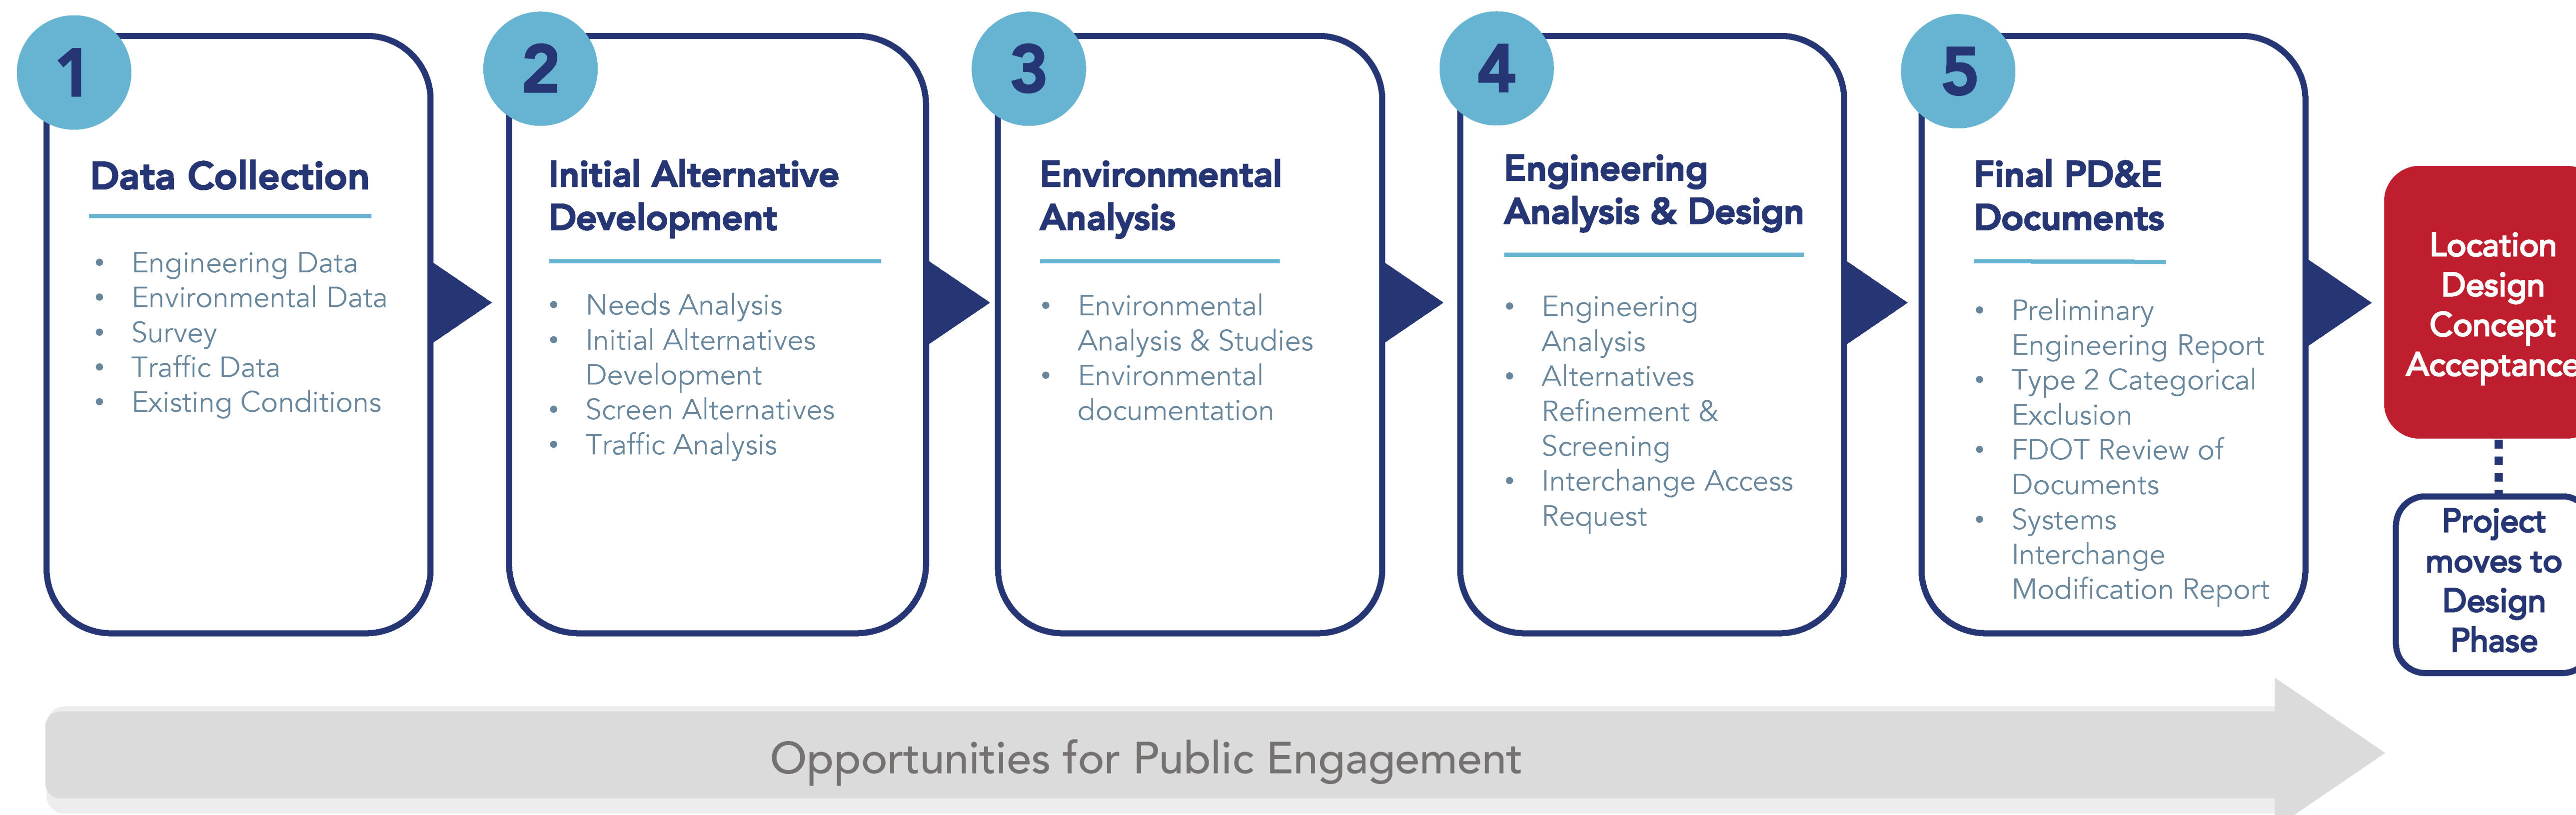 1
Data Collection
• Engineering Data
• Environmental Data
• Survey
• Traffic Data
• Existing Conditions
2
Initial Alternative
Development
• Needs Analysis
• Initial Alternatives
Development
• Screen Alternatives
• Traffic Analysis
3
Environmental
Analysis
• Environmental
Analysis & Studies
• Environmental
documentation
4
Engineering
Analysis & Design
• Engineering
Analysis
• Alternatives
Refinement &
Screening
• Interchange Access
Request
5
Final PD&E
Documents
• Preliminary
Engineering Report
• Type 2 Categorical
Exclusion
• FDOT Review of
Documents
• Systems
Interchange
Modification Report
Location
Design
Concept
Acceptance
Project
moves to
Design
Phase
Opportunities for Public Engagement